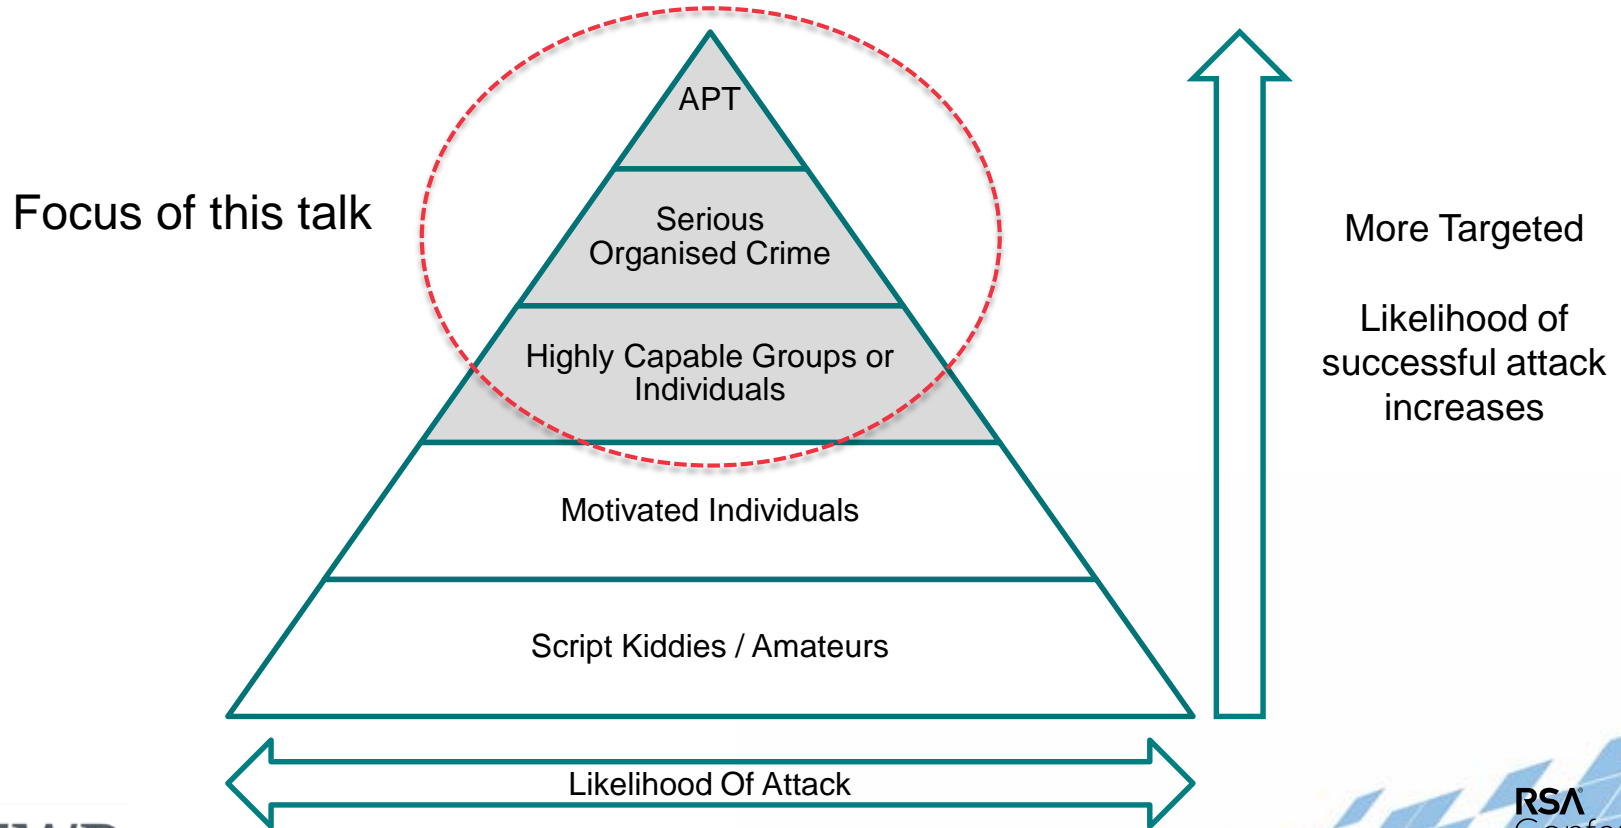 APT
Focus of this talk
Serious
Organised Crime
More Targeted
Likelihood of
successful attack
increases
Highly Capable Groups or
Individuals
Motivated Individuals
Script Kiddies / Amateurs
Likelihood Of Attack
RSA